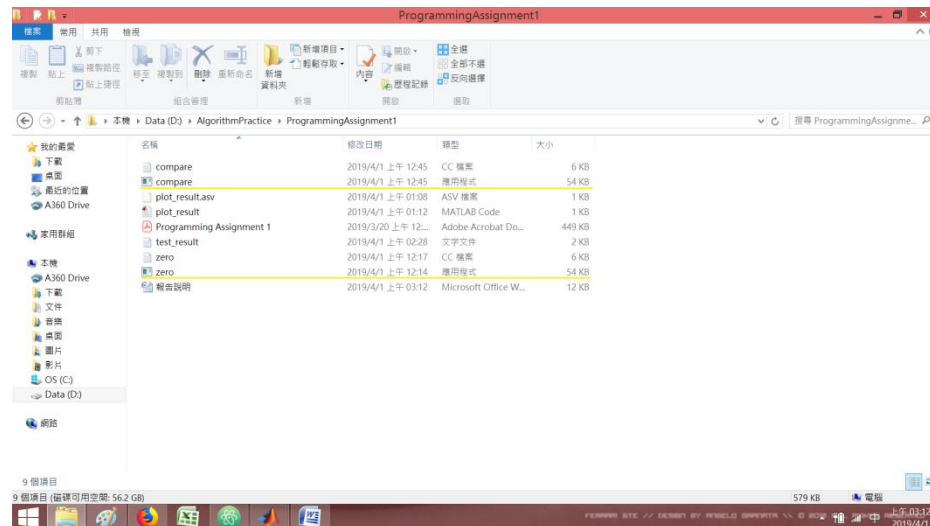 ProgrammingAssignment1
檔案 常用 共用 檢視
複製 貼上 剪下 複製路徑 貼上捷徑
移至 複製到 刪除 重新命名 新增資料夾
新增項目 輕鬆存取
內容 開啟 編輯 歷程記錄
全選 全部不選 反向選擇
剪貼簿 組合管理 新增 開啟 選取
本機 Data (D:) AlgorithmPractice ProgrammingAssignment1
搜尋 ProgrammingAssignme...
我的最愛
下載
桌面
最近的位置
A360 Drive
家用群組
本機
A360 Drive
下載
文件
音樂
桌面
圖片
影片
OS (C:)
Data (D:)
網路
名稱 修改日期 類型 大小
compare 2019/4/1 上午 12:45 CC 檔案 6 KB
compare 2019/4/1 上午 12:45 應用程式 54 KB
plot_result.asv 2019/4/1 上午 01:08 ASV 檔案 1 KB
plot_result 2019/4/1 上午 01:12 MATLAB Code 1 KB
Programming Assignment 1 2019/3/20 上午 12:... Adobe Acrobat Do... 449 KB
test_result 2019/4/1 上午 02:28 文字文件 2 KB
zero 2019/4/1 上午 12:17 CC 檔案 6 KB
zero 2019/4/1 上午 12:14 應用程式 54 KB
報告說明 2019/4/1 上午 03:12 Microsoft Office W... 12 KB
9 個項目
9 個項目 (磁碟可用空間: 56.2 GB) 579 KB 電腦
中 上午 03:12
2019/4/1